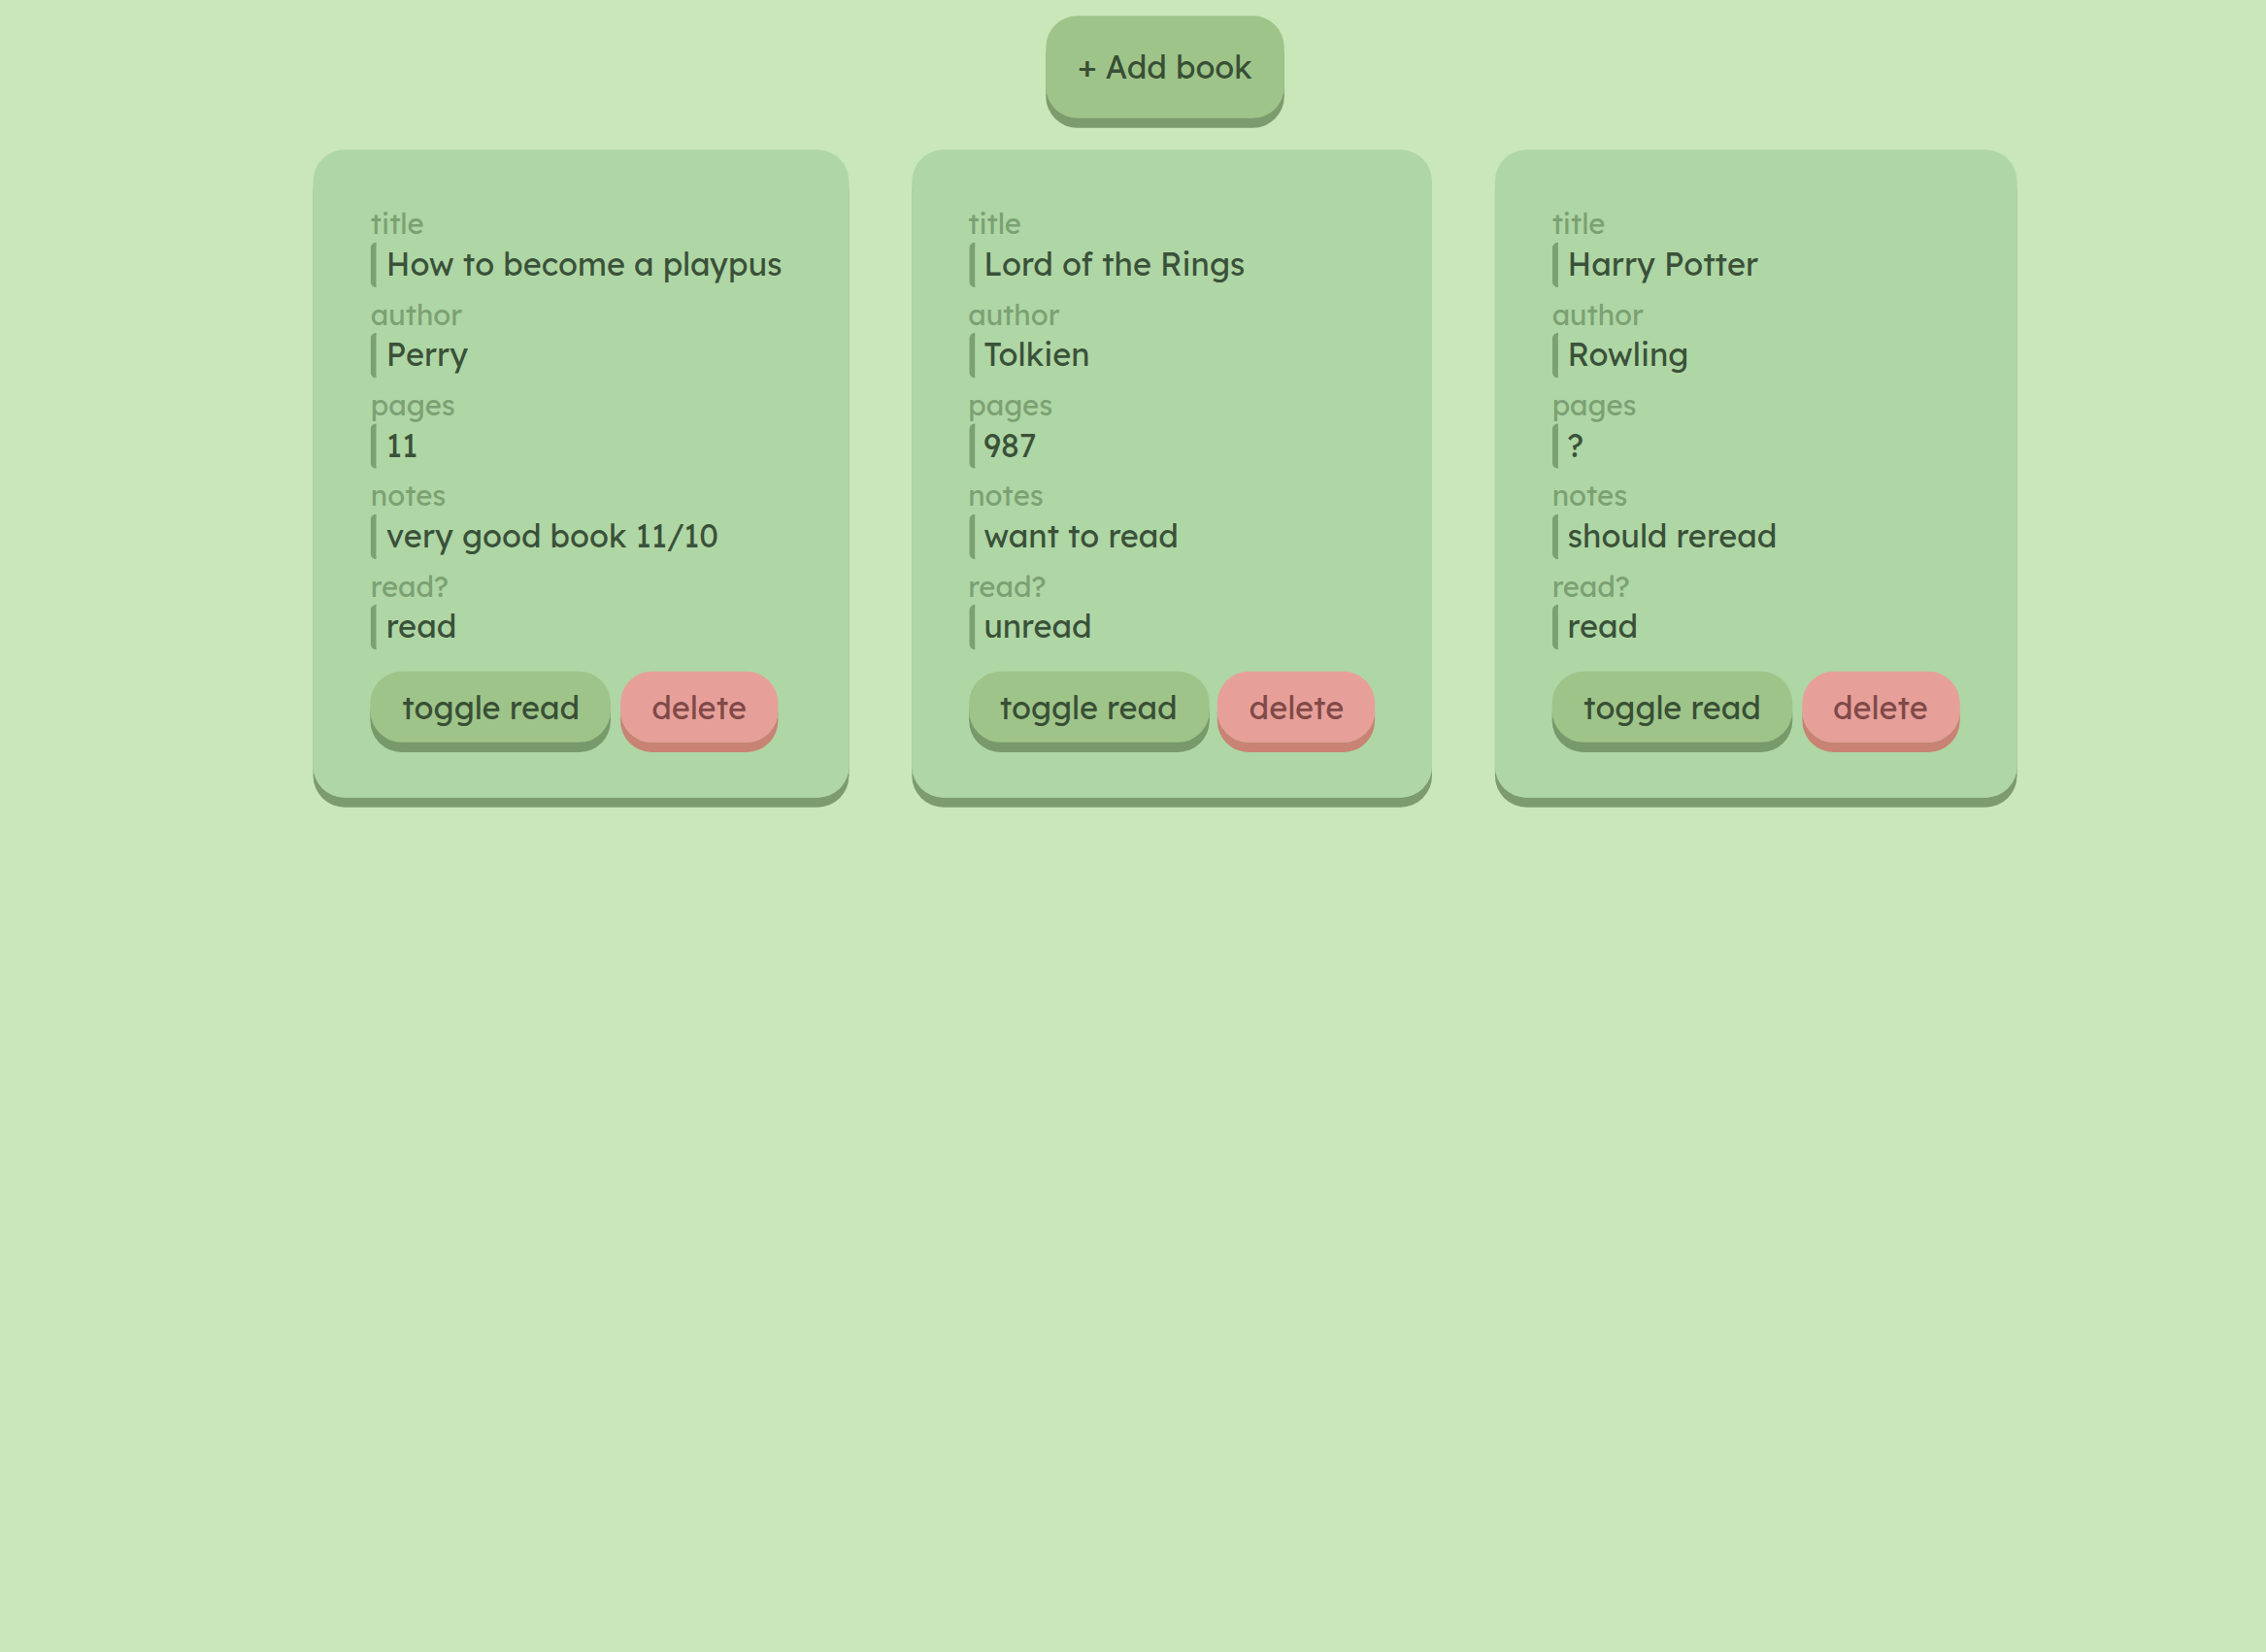 + Add book
title
How to become a playpus
author
Perry
pages
11
notes
very good book 11/10
read?
read
toggle read delete
title
Lord of the Rings
author
Tolkien
pages
987
notes
want to read
read?
unread
toggle read delete
title
Harry Potter
author
Rowling
pages
?
notes
should reread
read?
read
toggle read delete